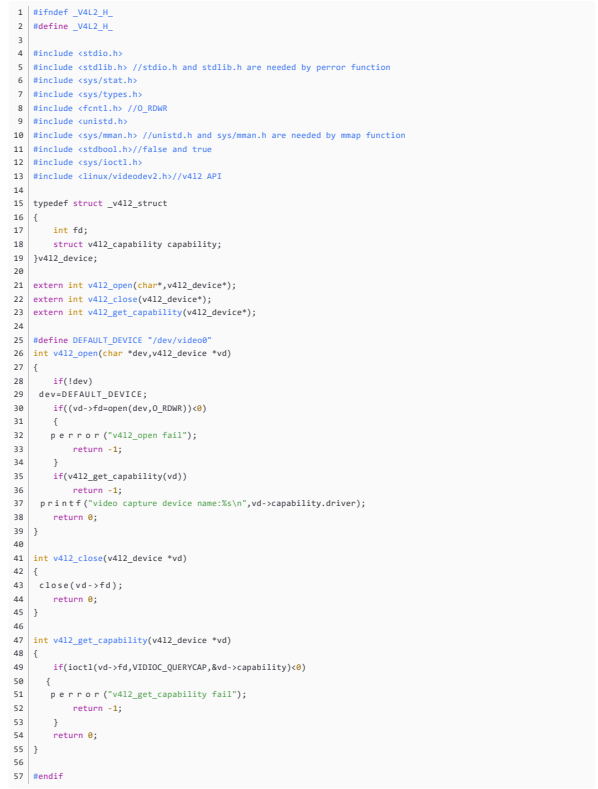 1 #ifndef _V4L2_H_
2 #define _V4L2_H_
3
4 #include <stdio.h>
5 #include <stdlib.h> //stdio.h and stdlib.h are needed by perror function
6 #include <sys/stat.h>
7 #include <sys/types.h>
8 #include <fcntl.h> //O_RDWR
9 #include <unistd.h>
10 #include <sys/mman.h> //unistd.h and sys/mman.h are needed by mmap function
11 #include <stdbool.h>//false and true
12 #include <sys/ioctl.h>
13 #include <linux/videodev2.h>//v4l2 API
14
15 typedef struct _v4l2_struct
16 {
17     int fd;
18     struct v4l2_capability capability;
19 }v4l2_device;
20
21 extern int v4l2_open(char*,v4l2_device*);
22 extern int v4l2_close(v4l2_device*);
23 extern int v4l2_get_capability(v4l2_device*);
24
25 #define DEFAULT_DEVICE "/dev/video0"
26 int v4l2_open(char *dev,v4l2_device *vd)
27 {
28     if(!dev)
29  dev=DEFAULT_DEVICE;
30     if((vd->fd=open(dev,O_RDWR))<0)
31     {
32    perror("v4l2_open fail");
33         return -1;
34     }
35     if(v4l2_get_capability(vd))
36         return -1;
37  printf("video capture device name:%s\n",vd->capability.driver);
38     return 0;
39 }
40
41 int v4l2_close(v4l2_device *vd)
42 {
43  close(vd->fd);
44     return 0;
45 }
46
47 int v4l2_get_capability(v4l2_device *vd)
48 {
49     if(ioctl(vd->fd,VIDIOC_QUERYCAP,&vd->capability)<0)
50   {
51    perror("v4l2_get_capability fail");
52         return -1;
53     }
54     return 0;
55 }
56
57 #endif